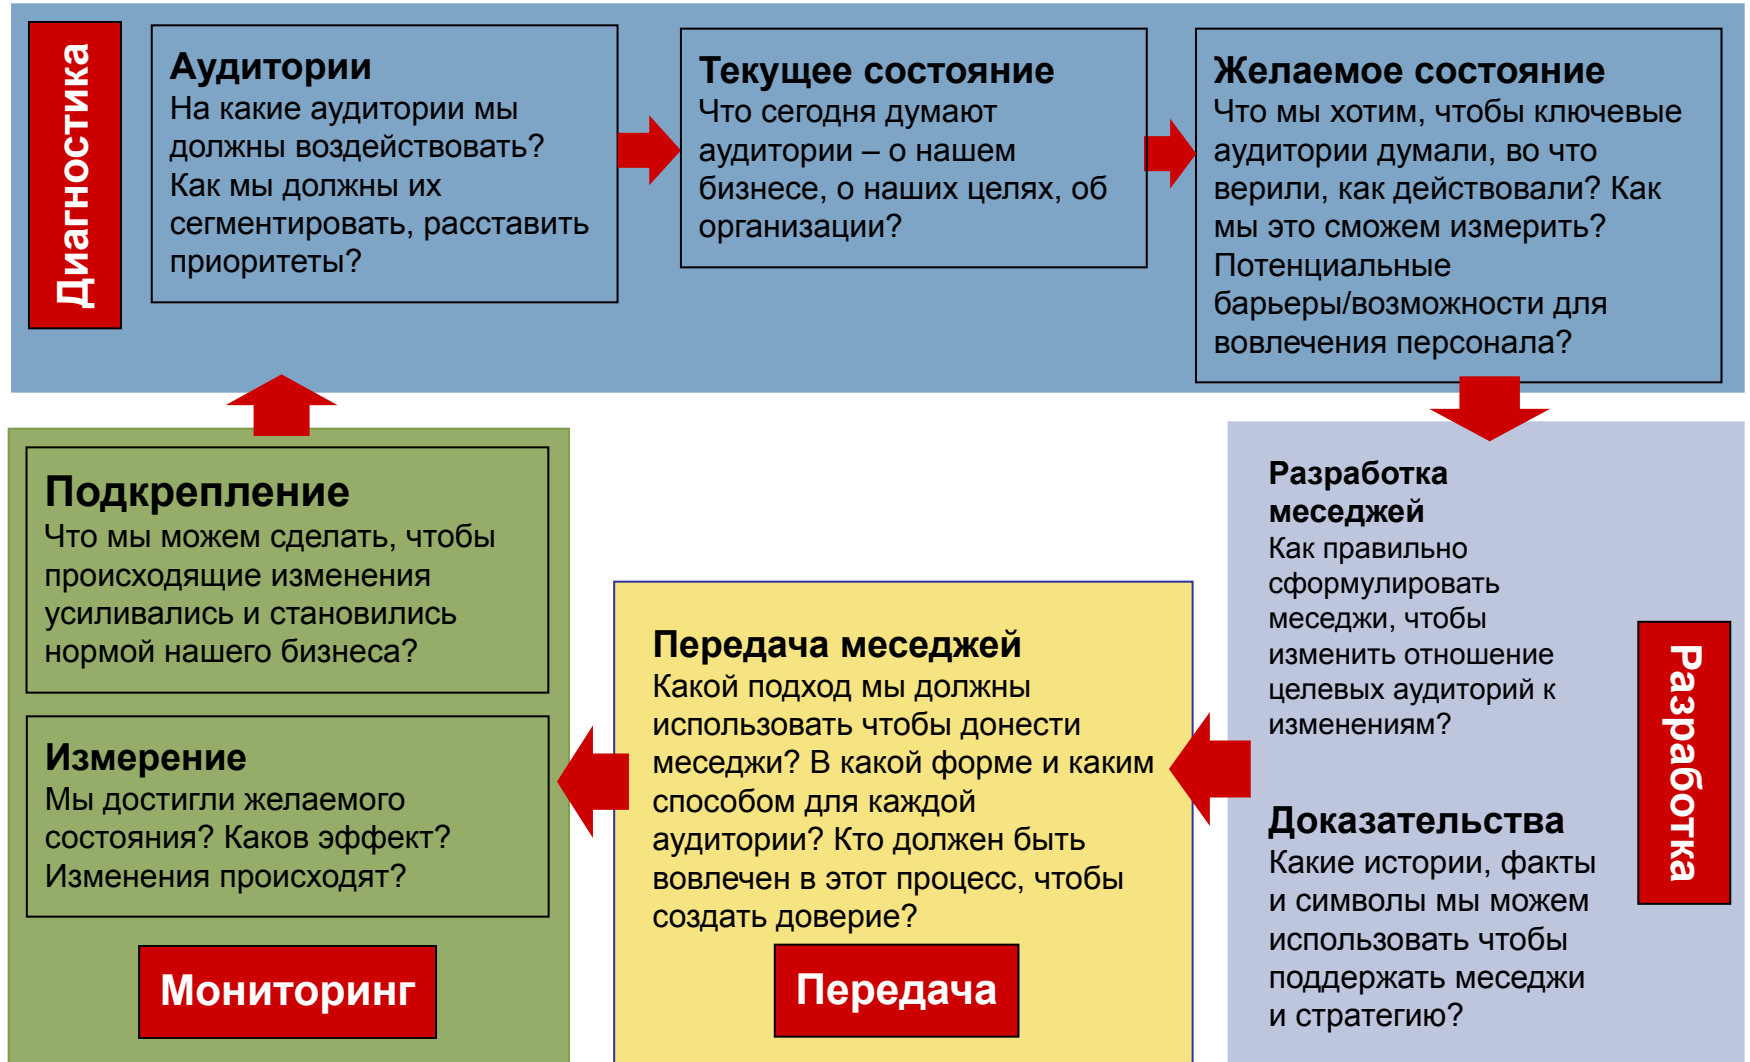 Диагностика
Аудитории
На какие аудитории мы
должны воздействовать?
Как мы должны их
сегментировать, расставить
приоритеты?
Текущее состояние
Что сегодня думают
аудитории – о нашем
бизнесе, о наших целях, об
организации?
Желаемое состояние
Что мы хотим, чтобы ключевые
аудитории думали, во что
верили, как действовали? Как
мы это сможем измерить?
Потенциальные
барьеры/возможности для
вовлечения персонала?
Разработка
меседжей
Как правильно
сформулировать
меседжи, чтобы
изменить отношение
целевых аудиторий к
изменениям?
Доказательства
Какие истории, факты
и символы мы можем
использовать чтобы
поддержать меседжи
и стратегию?
Разработка
Передача меседжей
Какой подход мы должны
использовать чтобы донести
меседжи? В какой форме и каким
способом для каждой
аудитории? Кто должен быть
вовлечен в этот процесс, чтобы
создать доверие?
Передача
Подкрепление
Что мы можем сделать, чтобы
происходящие изменения
усиливались и становились
нормой нашего бизнеса?
Измерение
Мы достигли желаемого
состояния? Каков эффект?
Изменения происходят?
Мониторинг